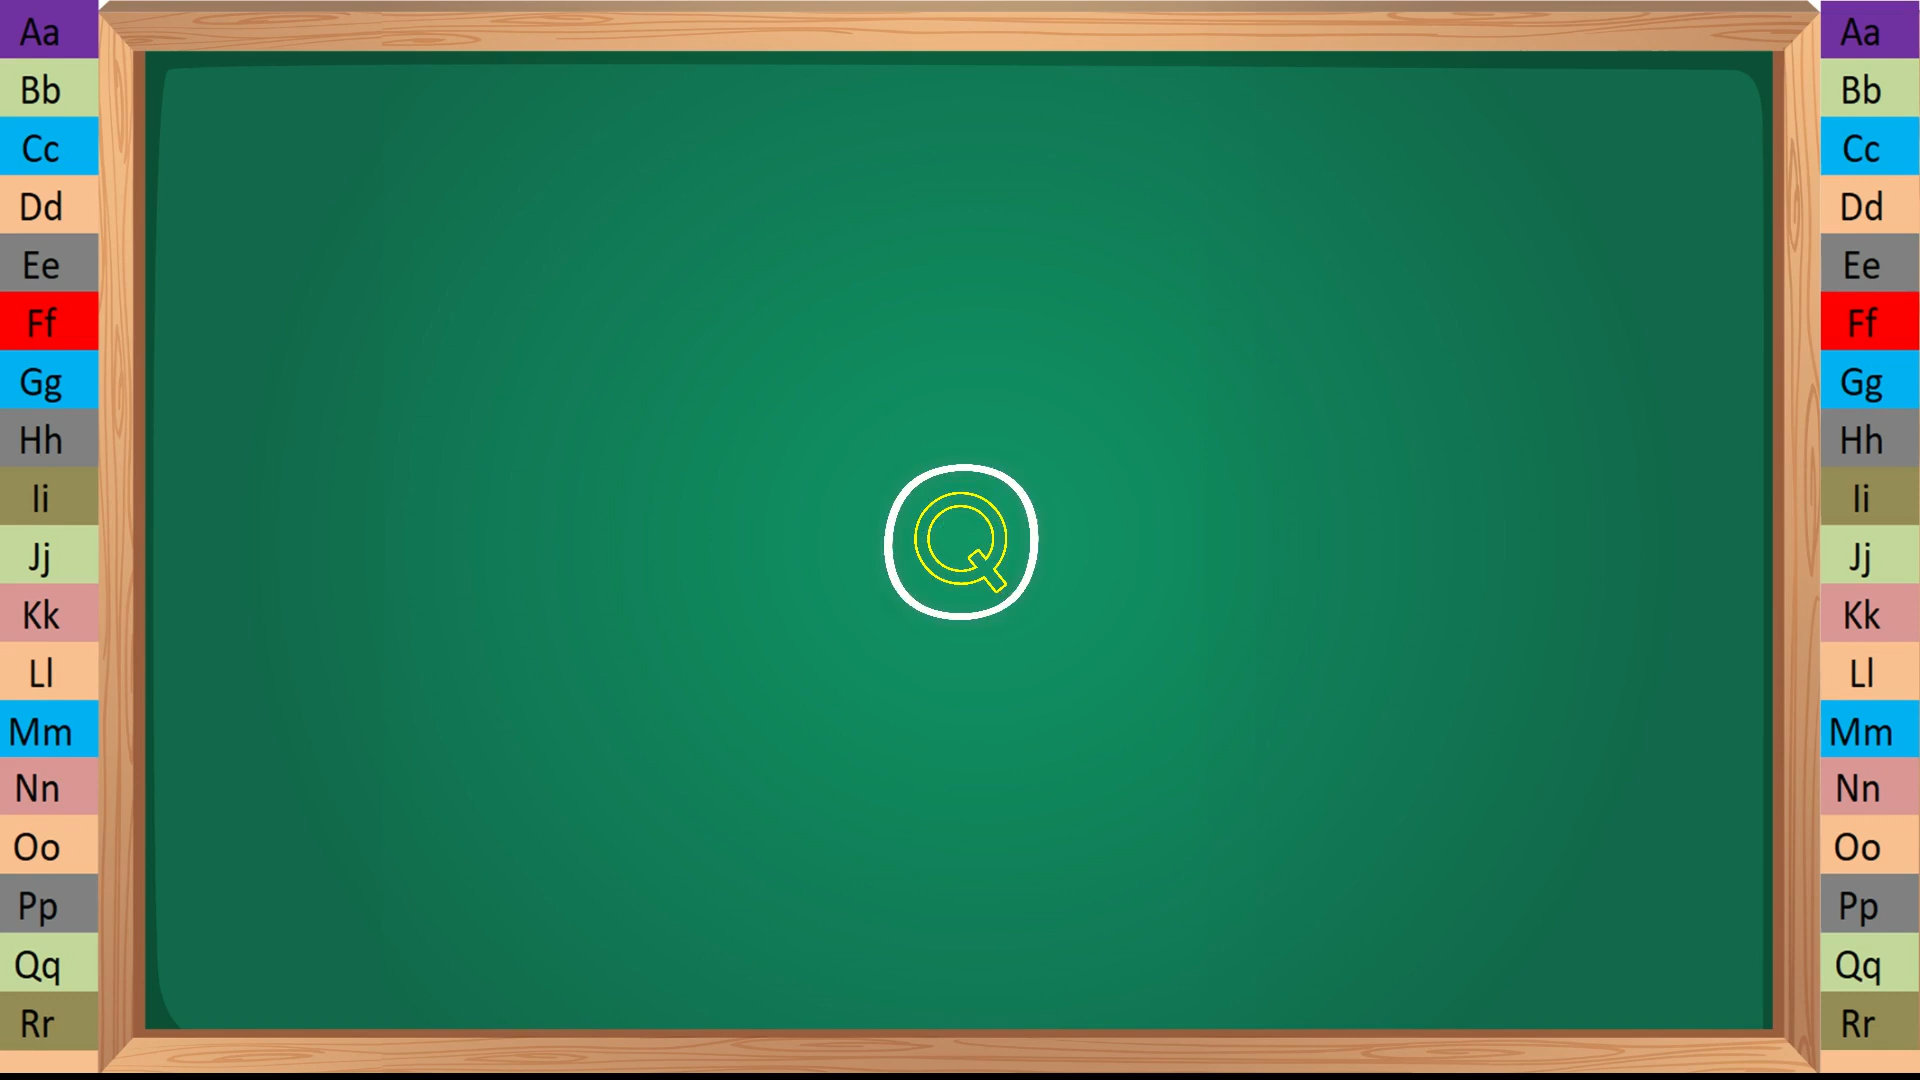 Aa
Bb
Cc
Dd
Ee
Ff
Gg
Hh
Ii
Jj
Kk
Ll
Mm
Nn
Oo
Pp
Qq
Rr
Q
Aa
Bb
Cc
Dd
Ee
Ff
Gg
Hh
Ii
Jj
Kk
Ll
Mm
Nn
Oo
Pp
Qq
Rr